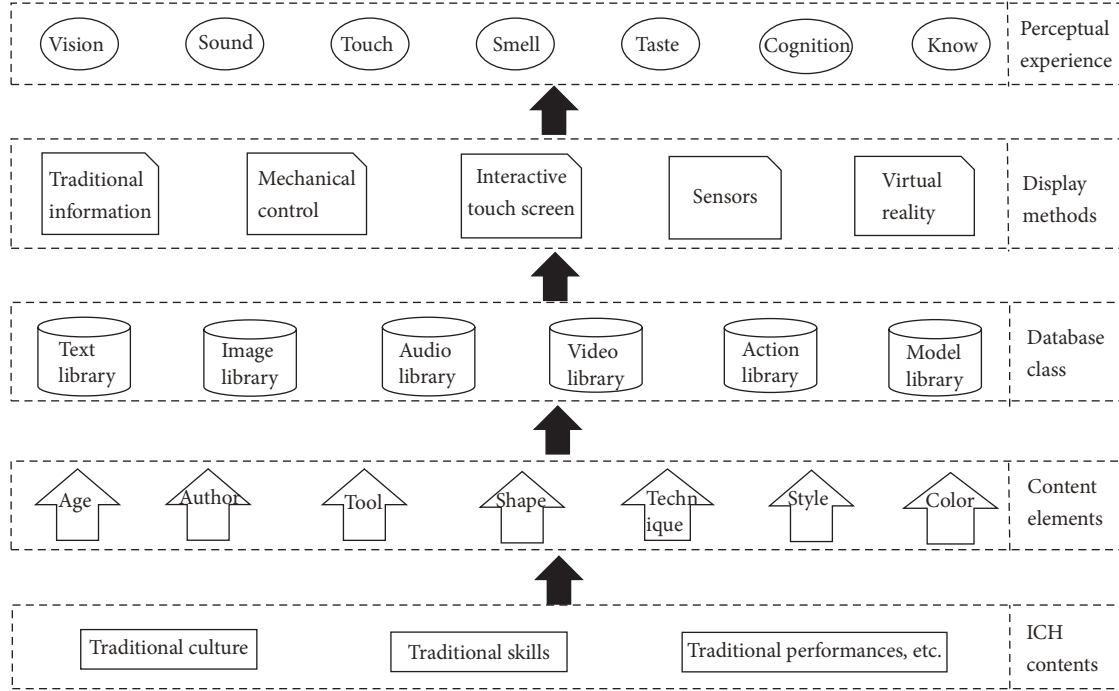 Vision
Sound
Touch
Smell
Taste
Cognition
Know
Perceptual
experience
Traditional
information
Mechanical
control
Interactive
touch screen
Sensors
Virtual
reality
Display
methods
Text
library
Image
library
Audio
library
Video
library
Action
library
Model
library
Database
class
Age
Author
Tool
Shape
Techn
ique
Style
Color
Content
elements
Traditional culture
Traditional skills
Traditional performances, etc.
ICH
contents